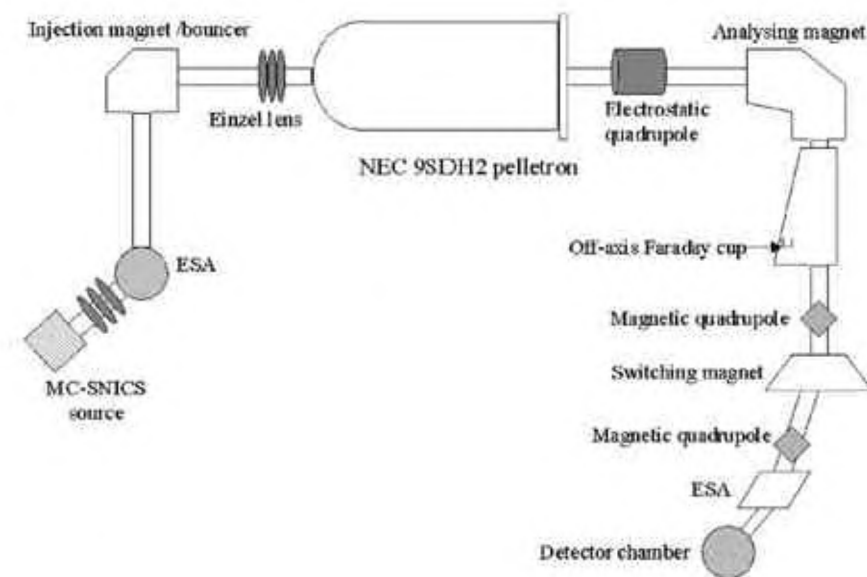 Injection magnet /bouncer
Analysing magnet
Einzel lens
Electrostatic
quadrupole
NEC 9SDH2 pelletron
Off-axis Faraday cup
ESA
Magnetic quadrupole
MC-SNICS
source
Switching magnet
Magnetic quadrupole
ESA
Detector chamber